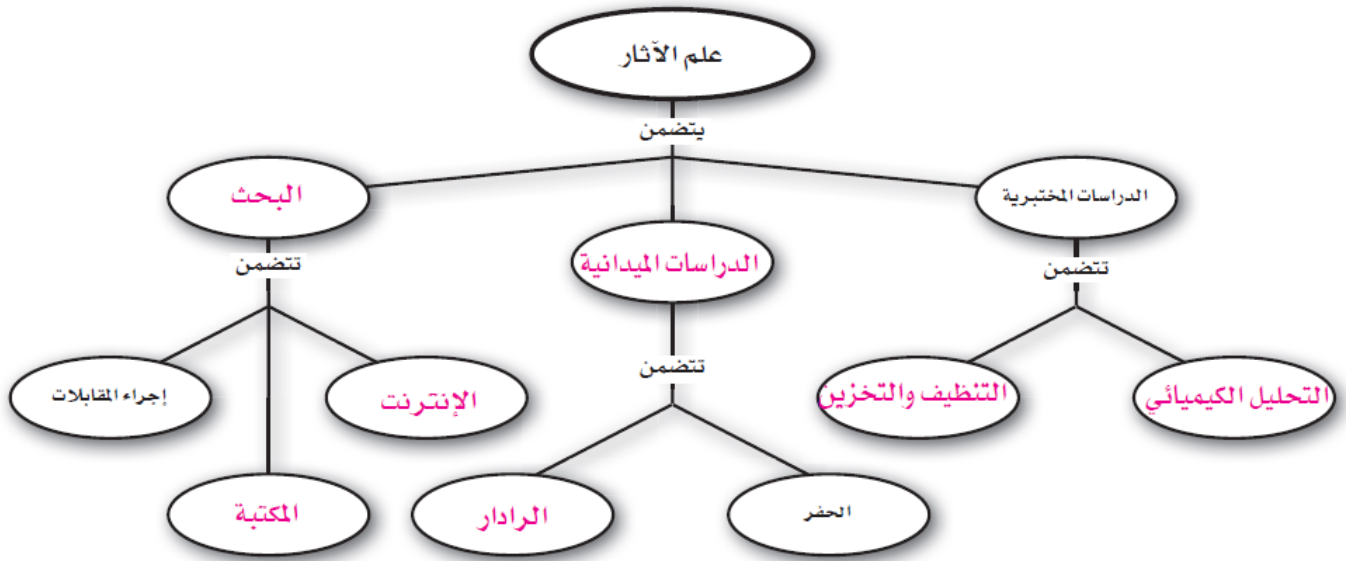 علم الآثار
يتضمن
الدراسات المختبرية
البحث
الدراسات الميدانية
تتضمن
تتضمن
تتضمن
التحليل الكيميائي
التنظيف والتخزين
الإنترنت
إجراء المقابلات
الحفر
الرادار
المكتبة